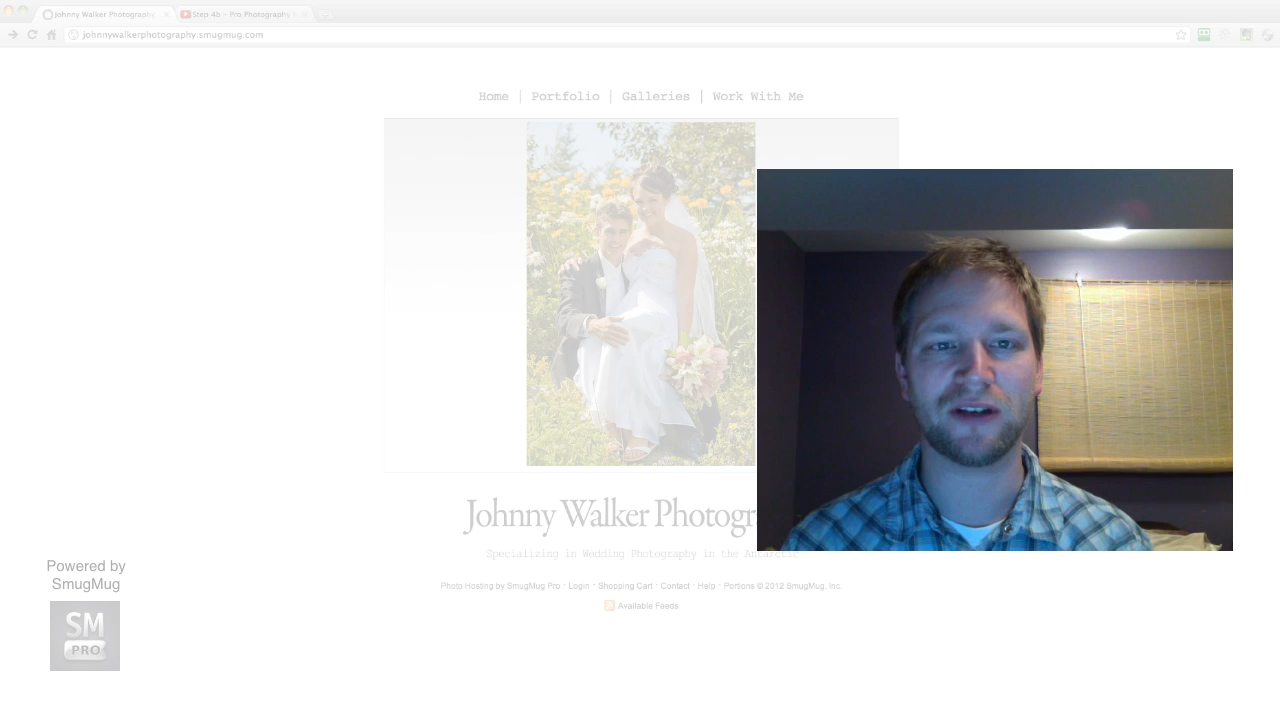 Johnny Walker Photography
Step 4b – Pro Photography
johnnywalkerphotography.smugmug.com
Home | Portfolio | Galleries | Work With Me
Johnny Walker Photogr
Specializing in Wedding Photography in the Antarctic
Photo Hosting by SmugMug Pro · Login · Shopping Cart · Contact · Help · Portions © 2012 SmugMug, Inc.
Available Feeds
Powered by
SmugMug
SM
PRO